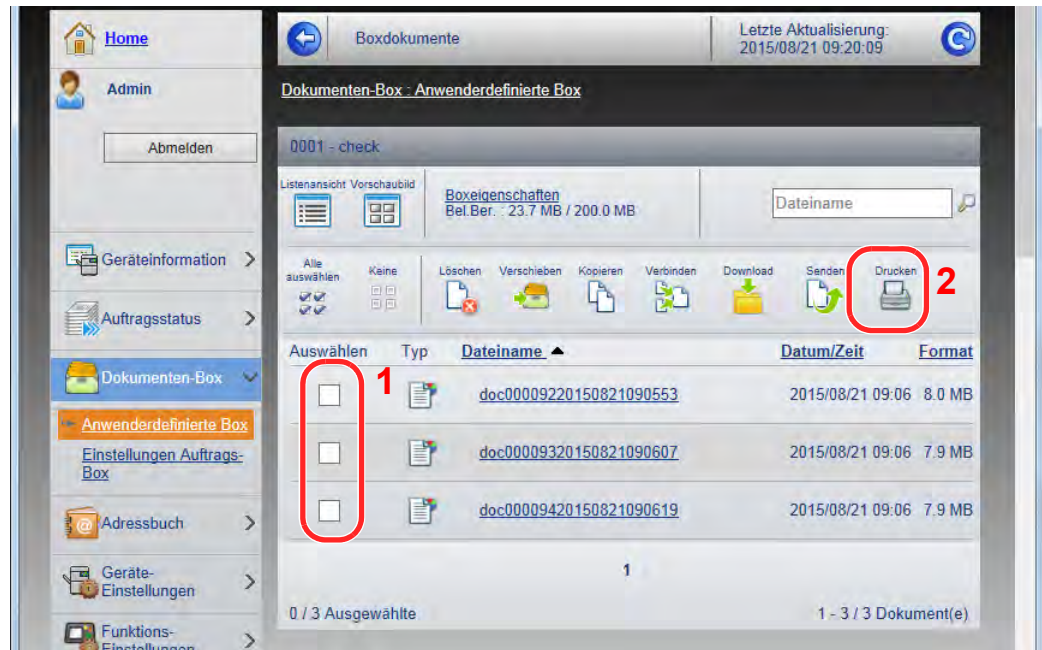 Home
Boxdokumente
Letzte Aktualisierung:
2015/08/21 09:20:09
Admin
Abmelden
Dokumenten-Box : Anwenderdefinierte Box
0001 - check
Listenansicht Vorschaubild
Boxeigenschaften
Bel.Ber. : 23.7 MB / 200.0 MB
Dateiname
Geräteinformation
Auftragsstatus
Dokumenten-Box
Anwenderdefinierte Box
Einstellungen Auftrags-
Box
Adressbuch
Geräte-
Einstellungen
Funktions-
Einstellungen
Alle
auswählen
Keine
Löschen Verschieben Kopieren Verbinden Download Senden Drucken
2
Auswählen Typ Dateiname Datum/Zeit Format
1
doc00009220150821090553 2015/08/21 09:06 8.0 MB
doc00009320150821090607 2015/08/21 09:06 7.9 MB
doc00009420150821090619 2015/08/21 09:06 7.9 MB
1
0 / 3 Ausgewählte
1 - 3 / 3 Dokument(e)